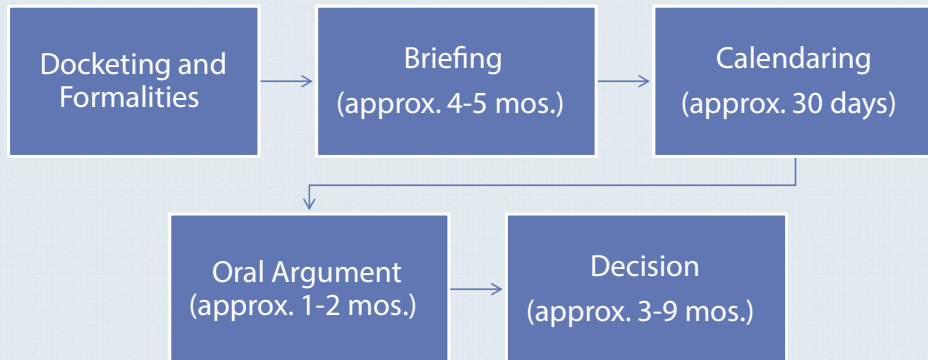 Docketing and
Formalities
Briefing
(approx. 4-5 mos.)
Calendaring
(approx. 30 days)
Oral Argument
(approx. 1-2 mos.)
Decision
(approx. 3-9 mos.)